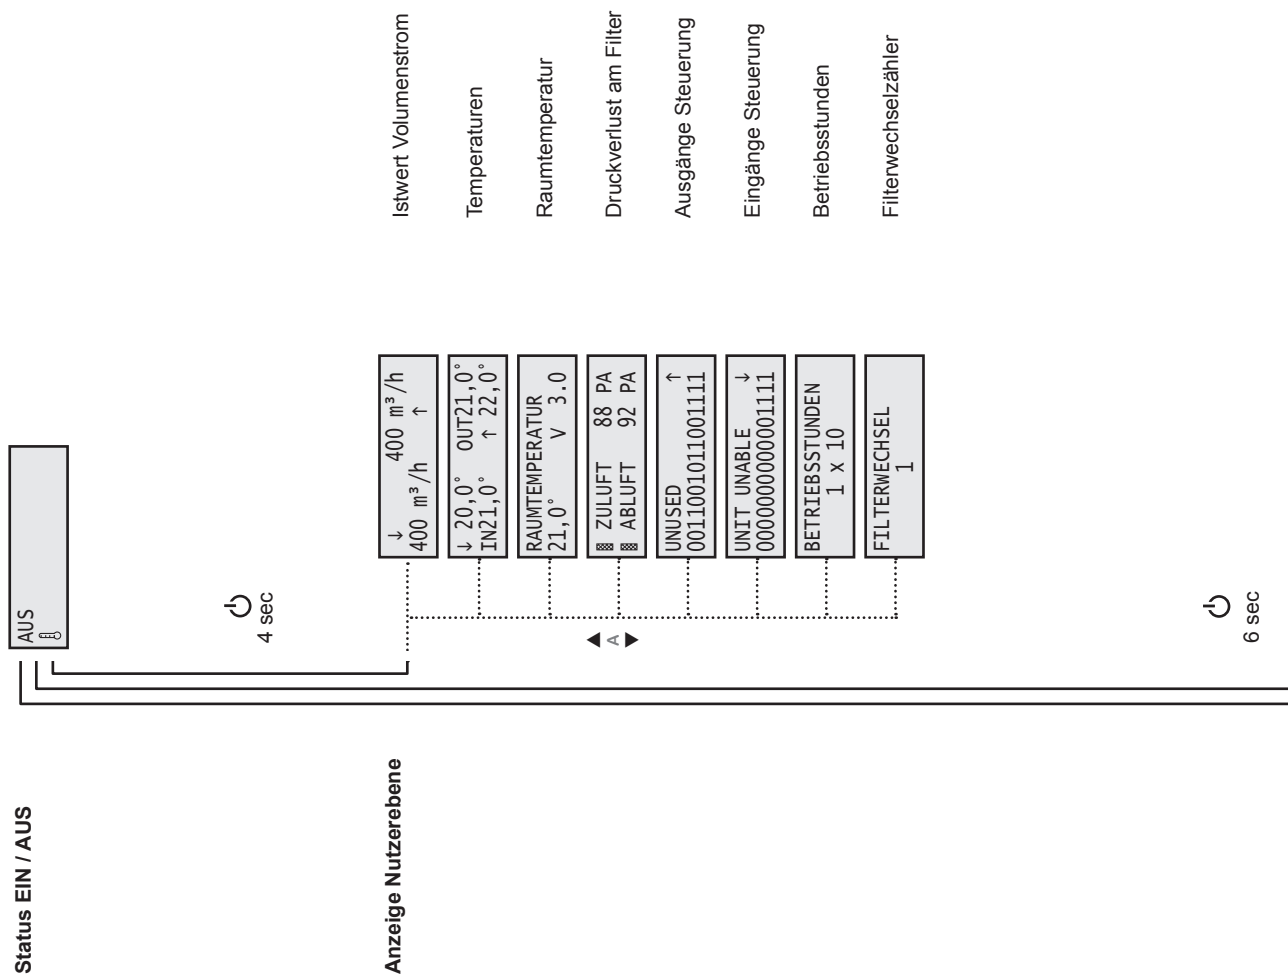 Status EIN / AUS
AUS
4 sec
Anzeige Nutzerebene
↓ 400 m³/h
400 m³/h ↑
Istwert Volumenstrom
↓ 20,0° OUT21,0°
IN21,0° ↑ 22,0°
Temperaturen
RAUMTEMPERATUR
21,0° V 3.0
Raumtemperatur
ZULUFT 88 PA
ABLUFT 92 PA
Druckverlust am Filter
UNUSED ↑
0011001011001111
Ausgänge Steuerung
UNIT UNABLE ↓
0000000000001111
Eingänge Steuerung
BETRIEBSSTUNDEN
1 x 10
Betriebsstunden
FILTERWECHSEL
1
Filterwechselzähler
A
6 sec